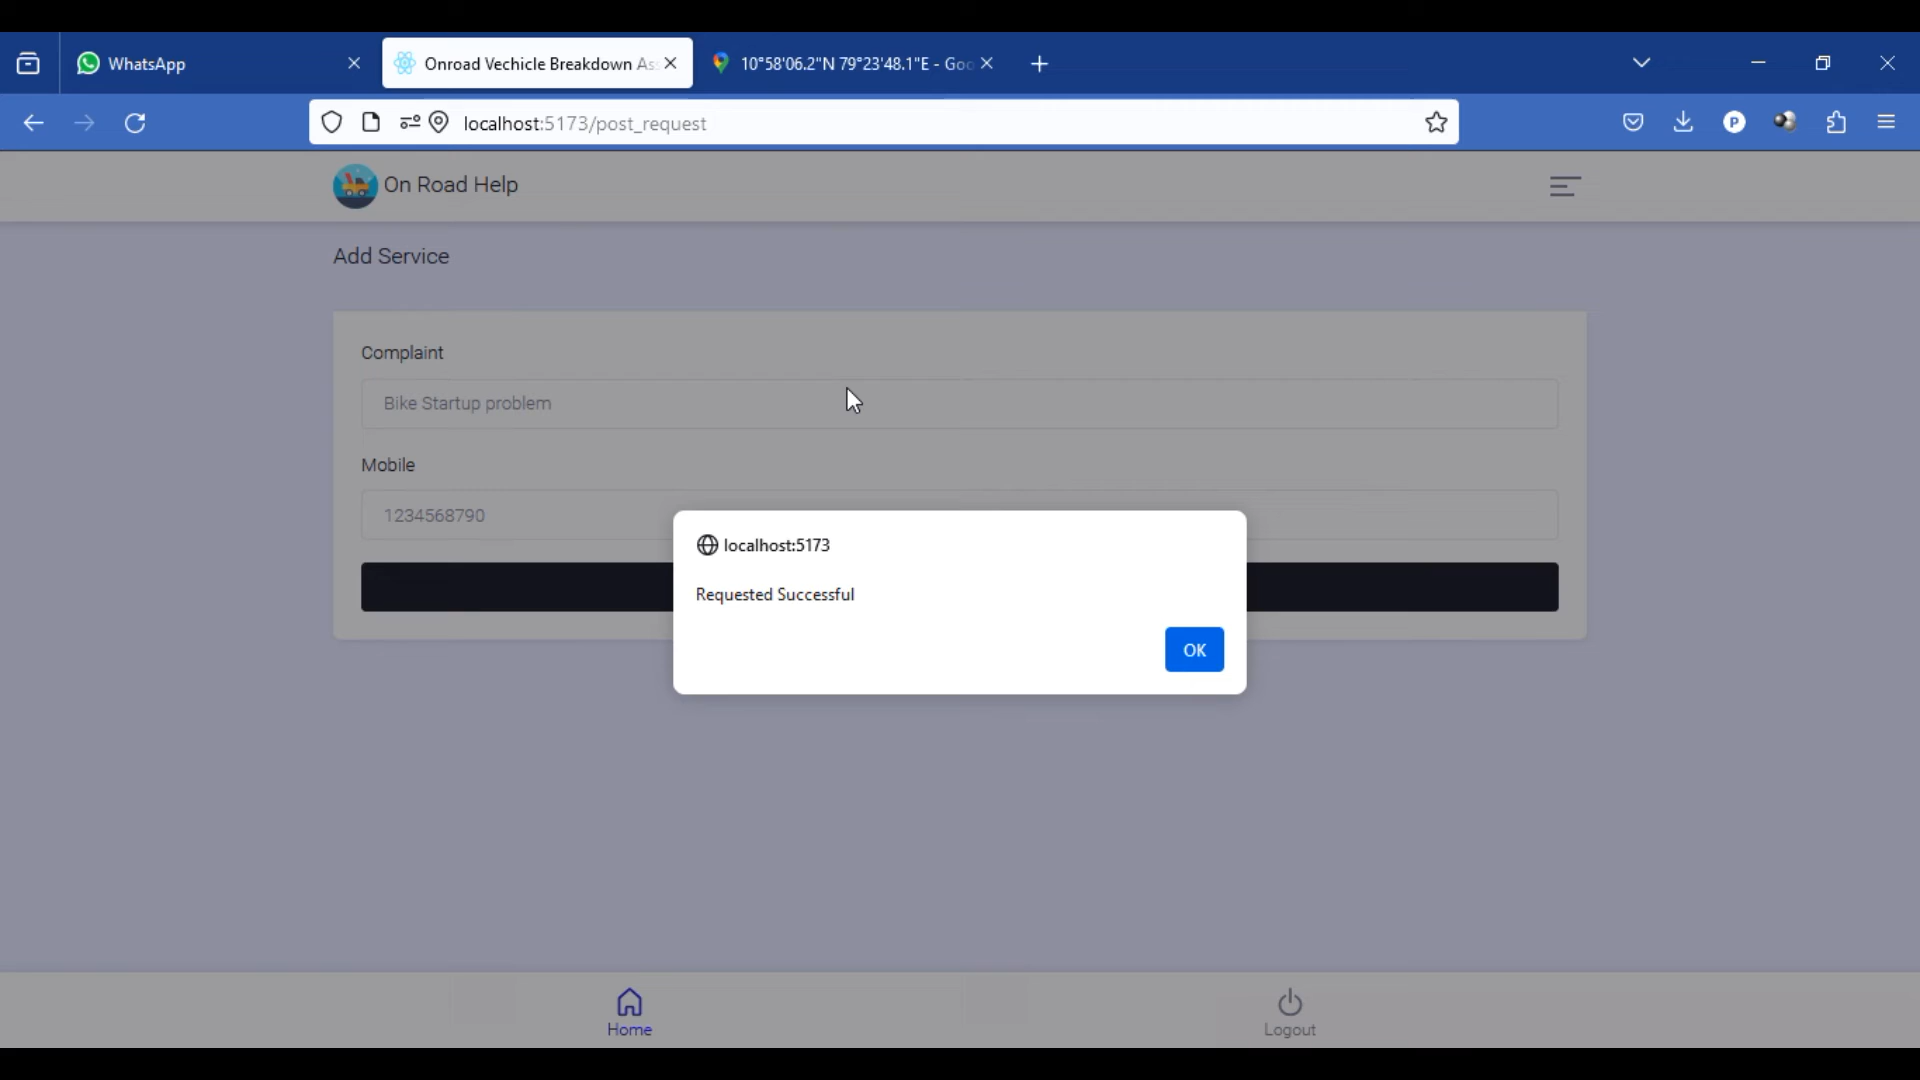 WhatsApp
Onroad Vechicle Breakdown As
10°58'06.2"N 79°23'48.1"E - Goo
localhost:5173/post_request
P
On Road Help
Add Service
Complaint
Bike Startup problem
Mobile
1234568790
localhost:5173
Requested Successful
OK
Home
Logout